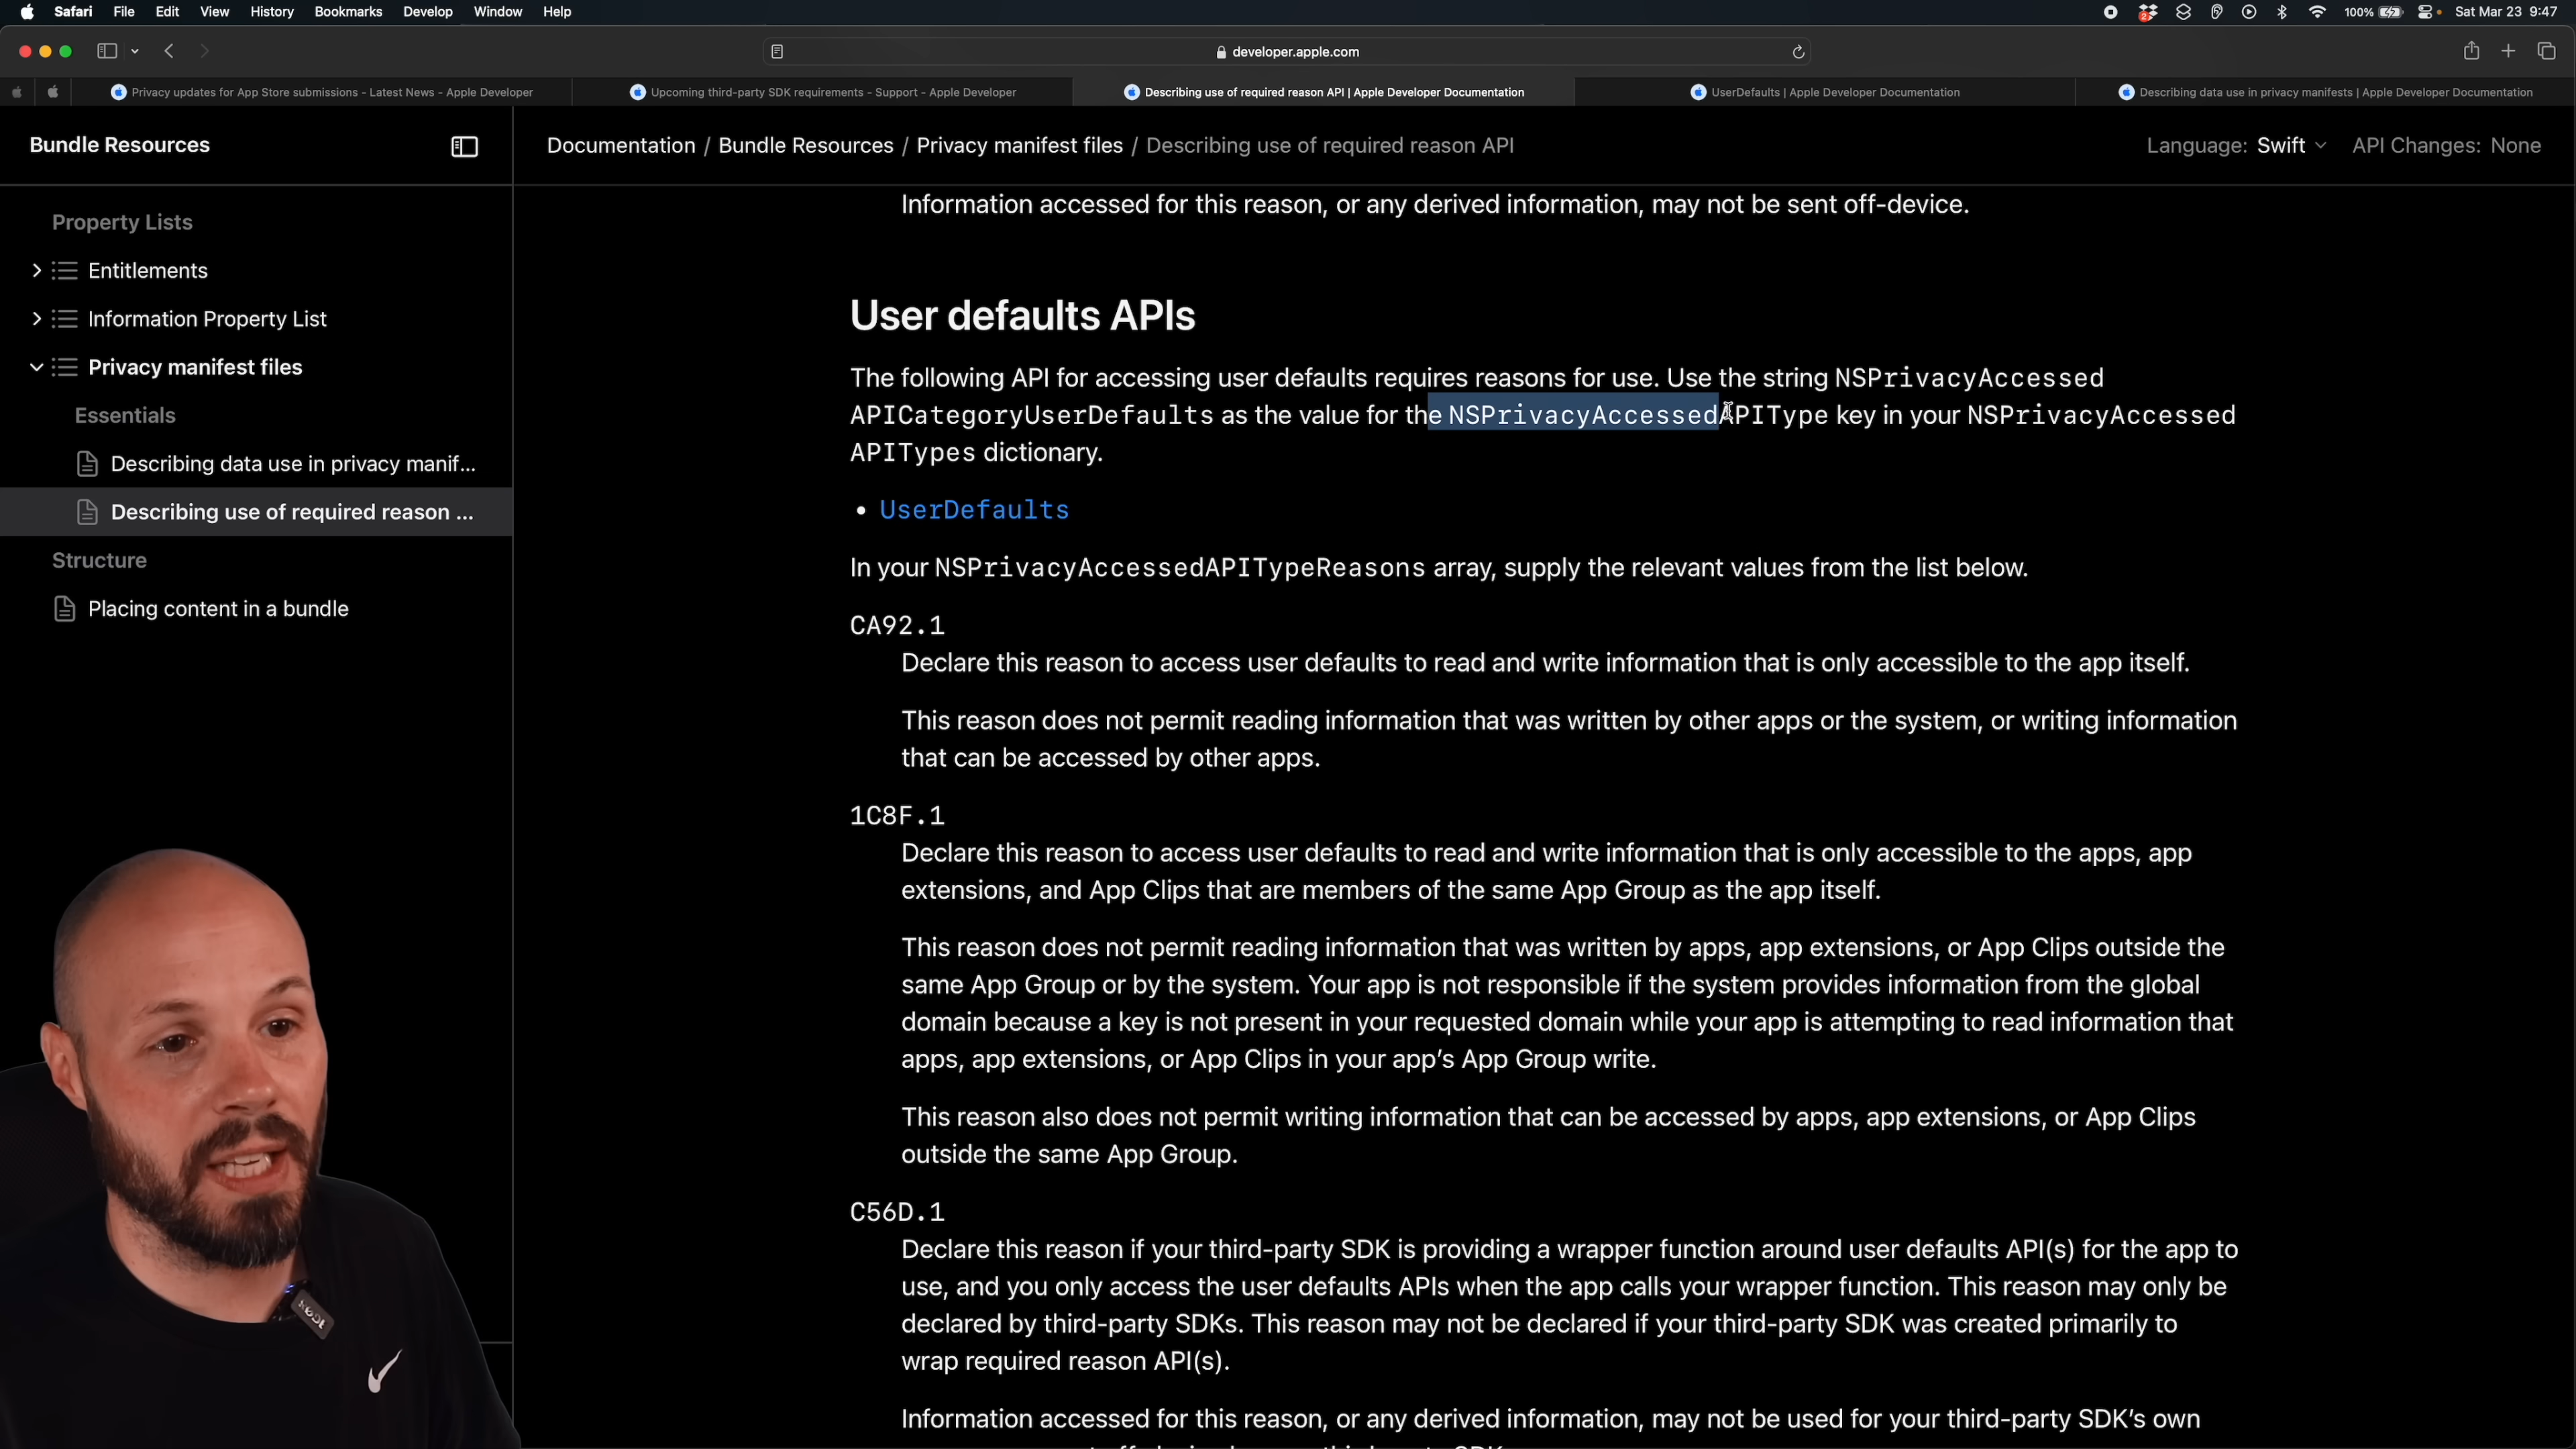 Safari File Edit View History Bookmarks Develop Window Help
100% Sat Mar 23 9:47
developer.apple.com
Privacy updates for App Store submissions - Latest News - Apple Developer
Upcoming third-party SDK requirements - Support - Apple Developer
Describing use of required reason API | Apple Developer Documentation
UserDefaults | Apple Developer Documentation
Describing data use in privacy manifests | Apple Developer Documentation
Bundle Resources
Documentation / Bundle Resources / Privacy manifest files / Describing use of required reason API
Language: Swift API Changes: None
Property Lists
Entitlements
Information Property List
Privacy manifest files
Essentials
Describing data use in privacy manif...
Describing use of required reason ...
Structure
Placing content in a bundle
Information accessed for this reason, or any derived information, may not be sent off-device.
User defaults APIs
The following API for accessing user defaults requires reasons for use. Use the string NSPrivacyAccessed
APICategoryUserDefaults as the value for the NSPrivacyAccessedAPIType key in your NSPrivacyAccessed
APITypes dictionary.
• UserDefaults
In your NSPrivacyAccessedAPITypeReasons array, supply the relevant values from the list below.
CA92.1
Declare this reason to access user defaults to read and write information that is only accessible to the app itself.
This reason does not permit reading information that was written by other apps or the system, or writing information
that can be accessed by other apps.
1C8F.1
Declare this reason to access user defaults to read and write information that is only accessible to the apps, app
extensions, and App Clips that are members of the same App Group as the app itself.
This reason does not permit reading information that was written by apps, app extensions, or App Clips outside the
same App Group or by the system. Your app is not responsible if the system provides information from the global
domain because a key is not present in your requested domain while your app is attempting to read information that
apps, app extensions, or App Clips in your app's App Group write.
This reason also does not permit writing information that can be accessed by apps, app extensions, or App Clips
outside the same App Group.
C56D.1
Declare this reason if your third-party SDK is providing a wrapper function around user defaults API(s) for the app to
use, and you only access the user defaults APIs when the app calls your wrapper function. This reason may only be
declared by third-party SDKs. This reason may not be declared if your third-party SDK was created primarily to
wrap required reason API(s).
Information accessed for this reason, or any derived information, may not be used for your third-party SDK's own